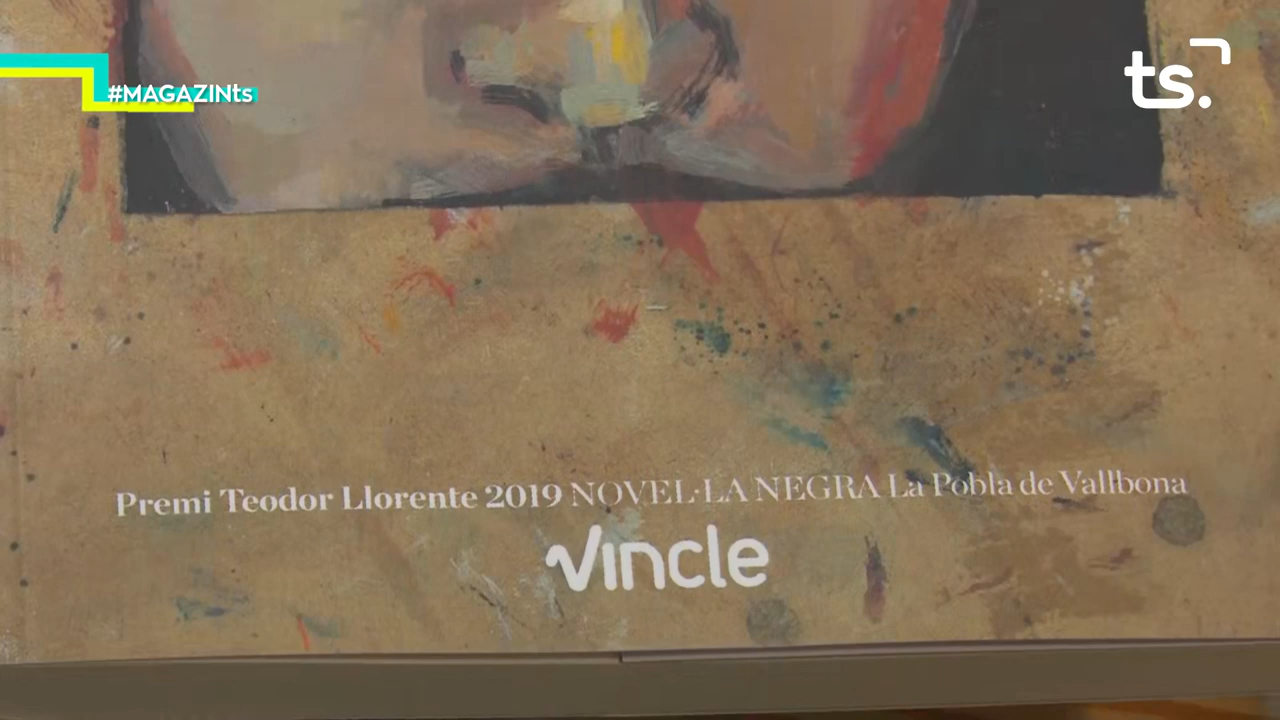 #MAGAZINts
ts.
Premi Teodor Llorente 2019 NOVEL·LA NEGRA La Pobla de Vallbona
Vincle